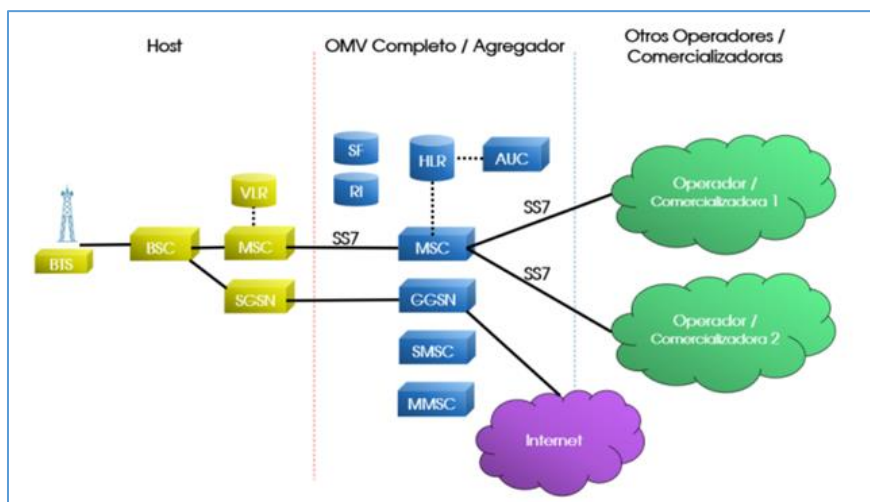 Host
OMV Completo / Agregador
Otros Operadores /
Comercializadoras
SF
HLR
AUC
RI
VLR
BTS
BSC
MSC
SS7
MSC
SGSN
GGSN
SMSC
MMSC
SS7
SS7
Operador /
Comercializadora 1
Operador /
Comercializadora 2
Internet